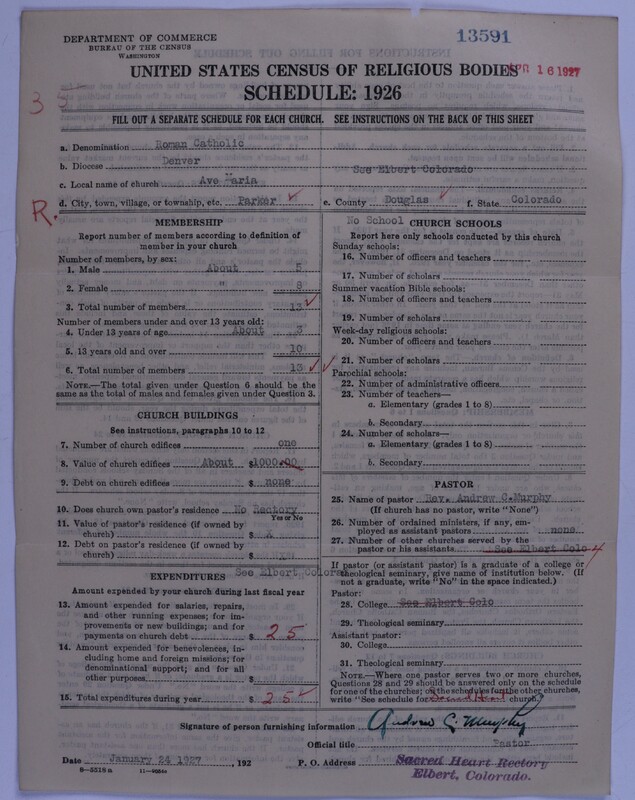 DEPARTMENT OF COMMERCE
BUREAU OF THE CENSUS
WASHINGTON
13591
UNITED STATES CENSUS OF RELIGIOUS BODIES
APR 16 1927
SCHEDULE: 1926
FILL OUT A SEPARATE SCHEDULE FOR EACH CHURCH. SEE INSTRUCTIONS ON THE BACK OF THIS SHEET
a. Denomination Roman Catholic
b. Diocese Denver
See Elbert Colorado
c. Local name of church Ave Maria
d. City, town, village, or township, etc. Parker ✓ e. County Douglas ✓ f. State Colorado
R.
MEMBERSHIP
Report number of members according to definition of
member in your church
Number of members, by sex:
1. Male About 5
2. Female " 8
3. Total number of members 13 ✓
Number of members under and over 13 years old:
4. Under 13 years of age About 3
5. 13 years old and over 10
6. Total number of members 13 ✓ ✓
NOTE.—The total given under Question 6 should be
same as the total of males and females given under Question 3.
CHURCH BUILDINGS
See instructions, paragraphs 10 to 12
7. Number of church edifices one
8. Value of church edifices About $1000.00
9. Debt on church edifices $ none
10. Does church own pastor's residence No Rectory
Yes or No
11. Value of pastor's residence (if owned by
church) $ x
12. Debt on pastor's residence (if owned by
church) $
See Elbert Colorado
EXPENDITURES
Amount expended by your church during last fiscal year
13. Amount expended for salaries, repairs,
and other running expenses; for im-
provements or new buildings; and for
payments on church debt $ 25
14. Amount expended for benevolences, in-
cluding home and foreign missions; for
denominational support; and for all
other purposes $
15. Total expenditures during year $ 25 ✓
No School CHURCH SCHOOLS
Report here only schools conducted by this church
Sunday schools:
16. Number of officers and teachers
17. Number of scholars
Summer vacation Bible schools:
18. Number of officers and teachers
19. Number of scholars
Week-day religious schools:
20. Number of officers and teachers
21. Number of scholars
Parochial schools:
22. Number of administrative officers
23. Number of teachers—
a. Elementary (grades 1 to 8)
b. Secondary
24. Number of scholars—
a. Elementary (grades 1 to 8)
b. Secondary
PASTOR
25. Name of pastor Rev. Andrew C.Murphy
(If church has no pastor, write "None")
26. Number of ordained ministers, if any, em-
ployed as assistant pastors none
27. Number of other churches served by the
pastor or his assistants See Elbert Colo 4
If pastor (or assistant pastor) is a graduate of a college or
theological seminary, give name of institution below. (If
not a graduate, write "No" in the space indicated.)
Pastor:
28. College See Elbert Colo
29. Theological seminary
Assistant pastor:
30. College
31. Theological seminary
NOTE.—Where one pastor serves two or more churches,
Questions 28 and 29 should be answered only on the schedule
for one of the churches; on the schedules for the other churches,
write "See schedule for Sacred Heart church."
Signature of person furnishing information Andrew C. Murphy
Official title Pastor
Date January 24 1927 , 192 P. O. Address Sacred Heart Rectory
Elbert, Colorado.
8—5518a